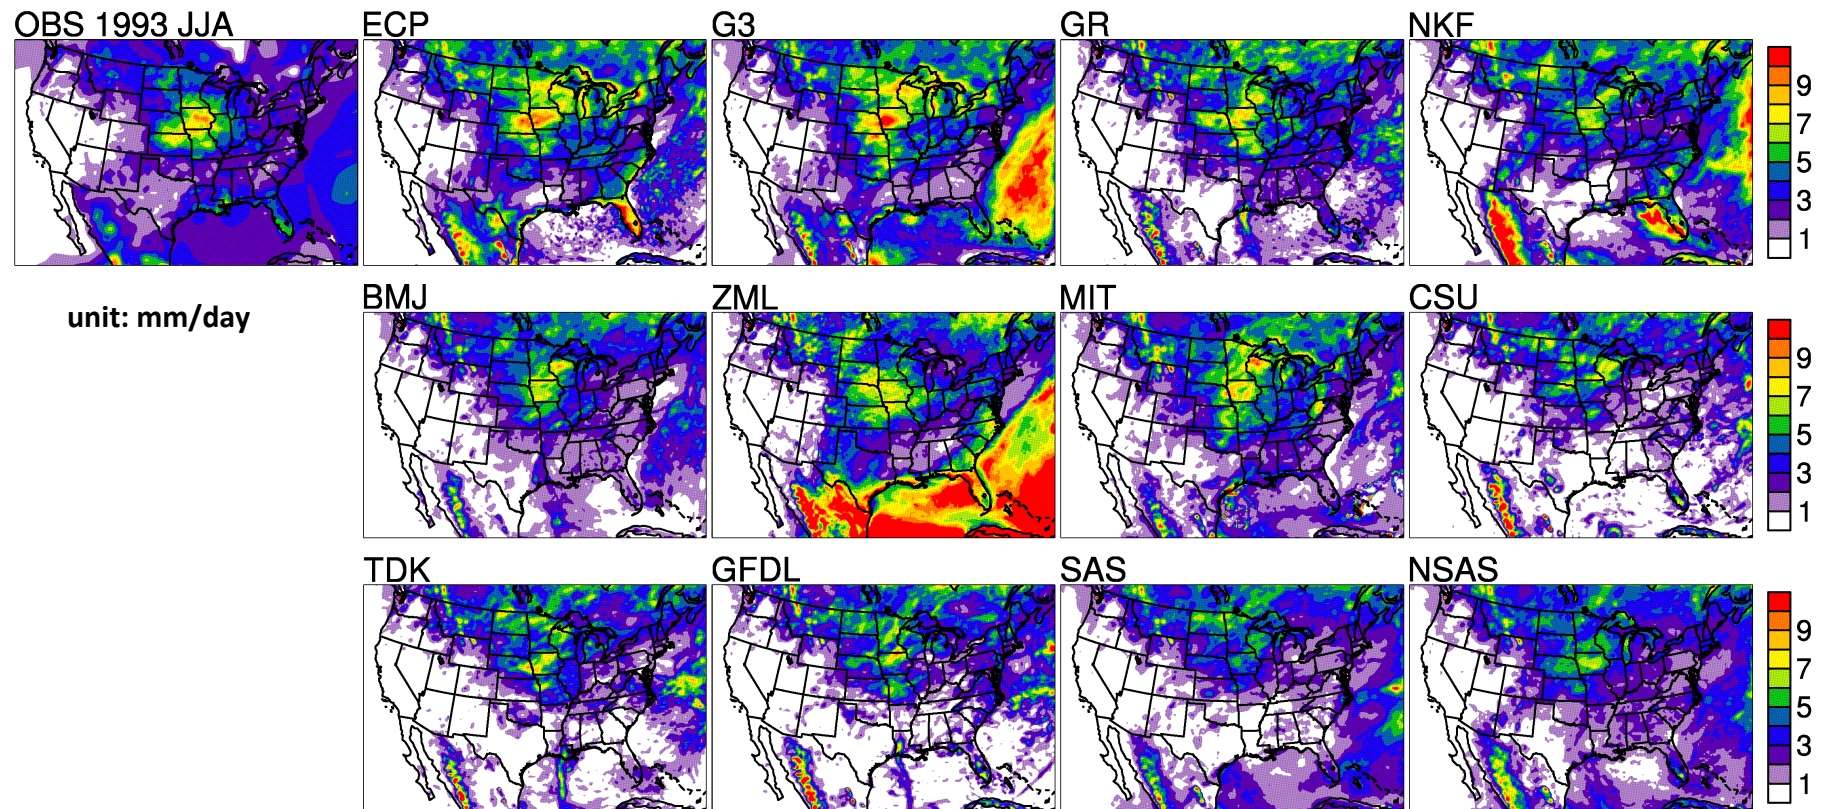 OBS 1993 JJA
ECP
G3
GR
NKF
9
7
5
3
1
unit: mm/day
BMJ
ZML
MIT
CSU
9
7
5
3
1
TDK
GFDL
SAS
NSAS
9
7
5
3
1